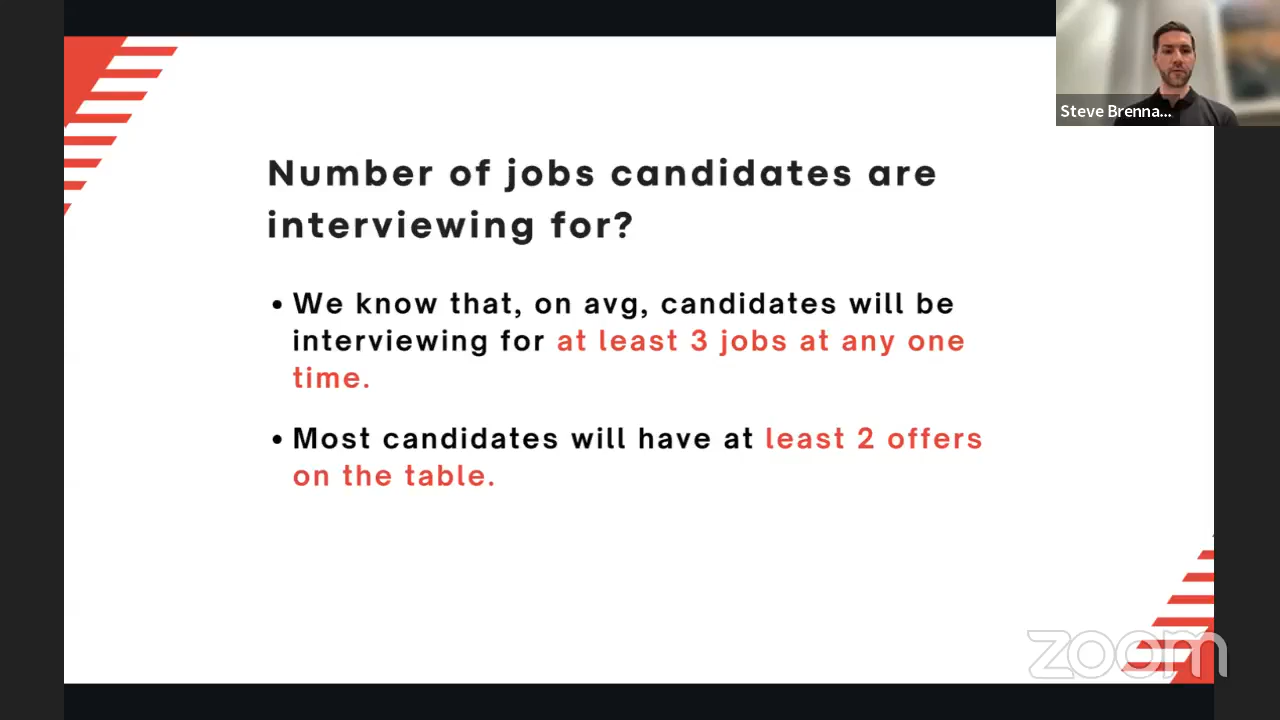 Steve Brenna...
Number of jobs candidates are
interviewing for?
• We know that, on avg, candidates will be
interviewing for at least 3 jobs at any one
time.
• Most candidates will have at least 2 offers
on the table.
zoom